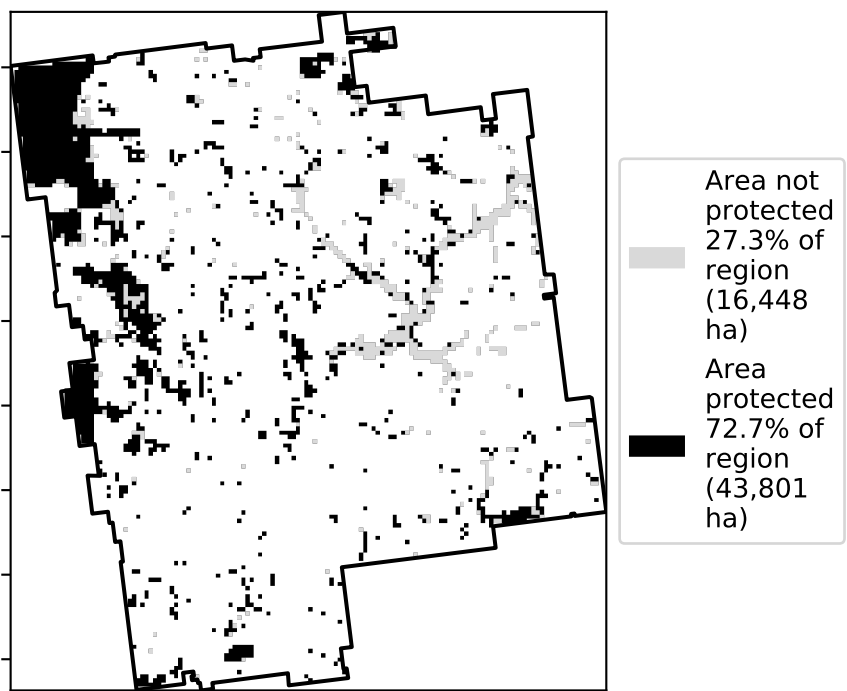 Area not
protected
27.3% of
region
(16,448
ha)
Area
protected
72.7% of
region
(43,801
ha)